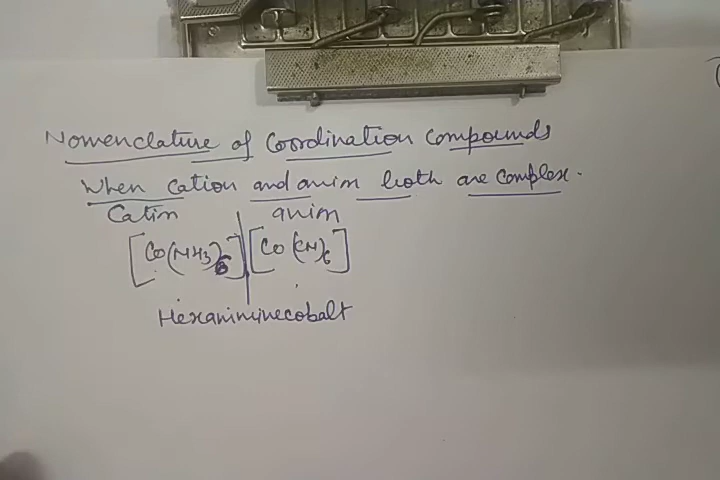 Nomenclature of Coordination Compounds
When cation and anion both are complex.
Cation anion
[Co(NH3)6] [Co(CN)6]
Hexamminecobalt